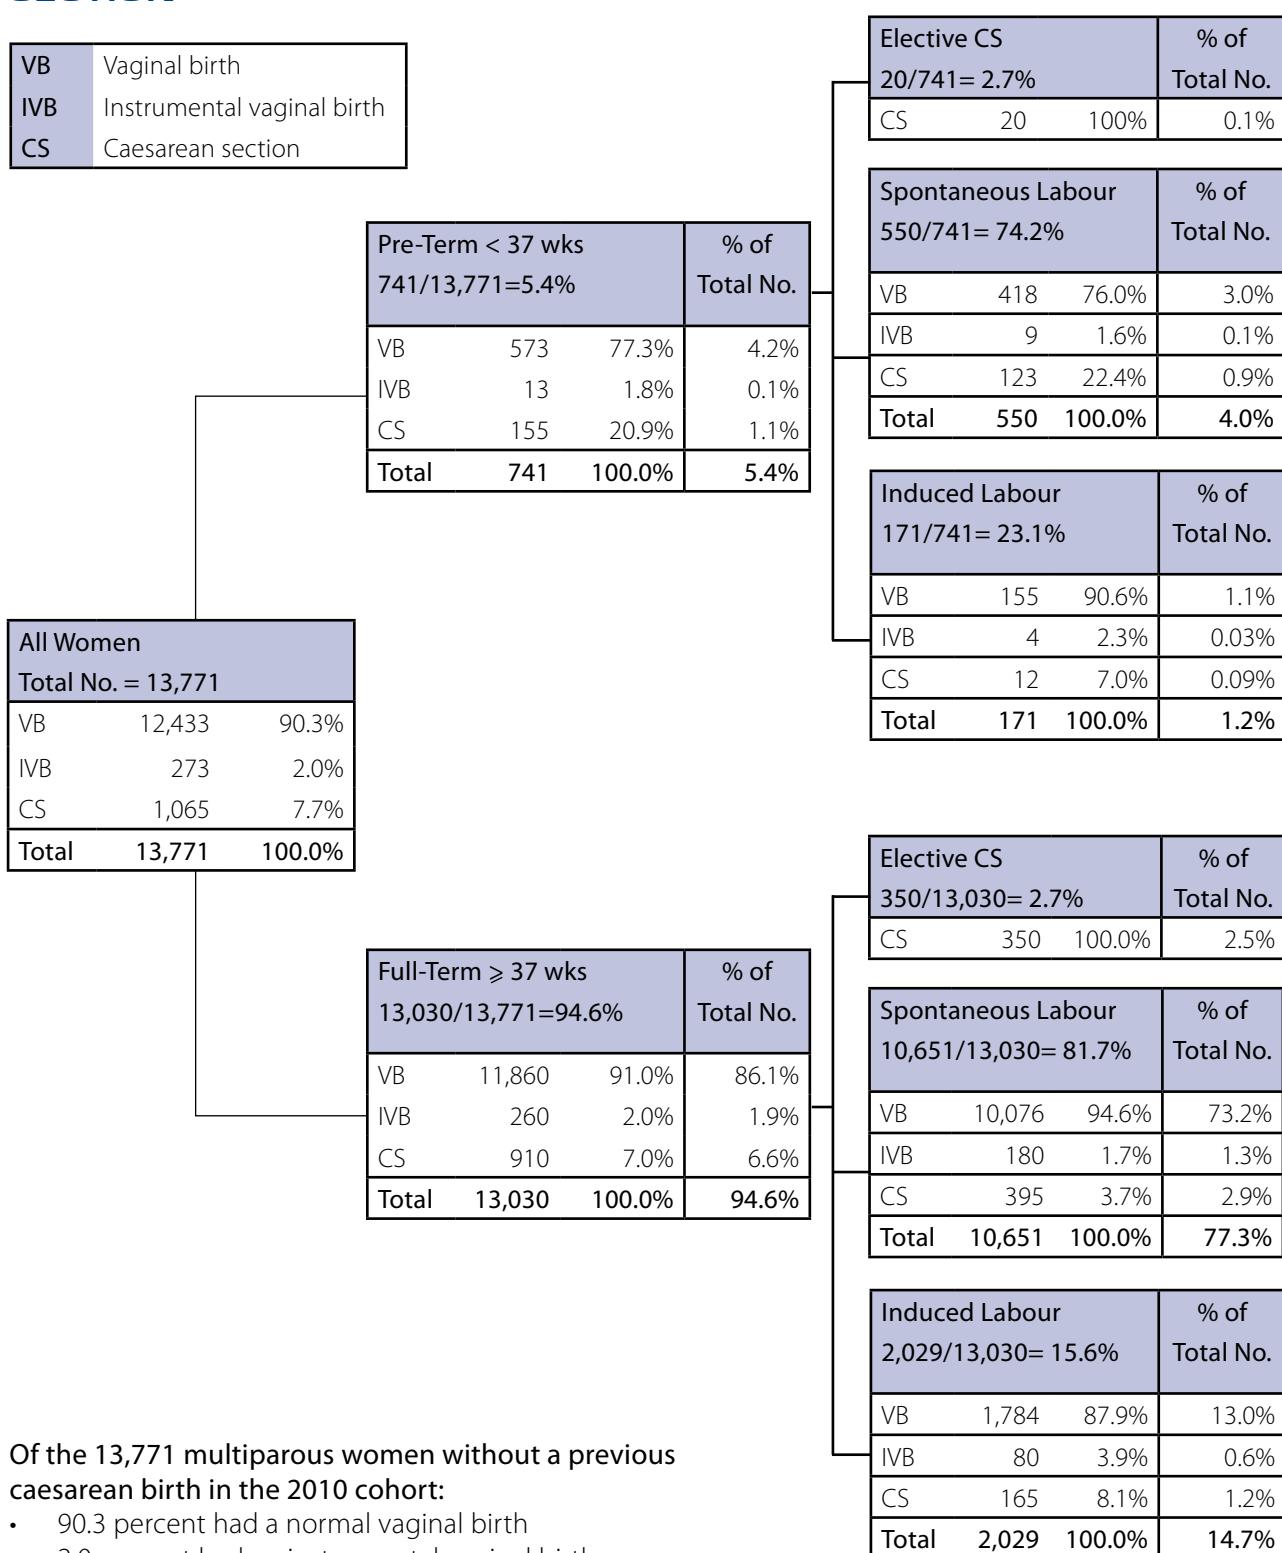 VB Vaginal birth
IVB Instrumental vaginal birth
CS Caesarean section
All Women
Total No. = 13,771
VB 12,433 90.3%
IVB 273 2.0%
CS 1,065 7.7%
Total 13,771 100.0%
Pre-Term < 37 wks % of
741/13,771=5.4% Total No.
VB 573 77.3% 4.2%
IVB 13 1.8% 0.1%
CS 155 20.9% 1.1%
Total 741 100.0% 5.4%
Elective CS % of
20/741= 2.7% Total No.
CS 20 100% 0.1%
Spontaneous Labour % of
550/741= 74.2% Total No.
VB 418 76.0% 3.0%
IVB 9 1.6% 0.1%
CS 123 22.4% 0.9%
Total 550 100.0% 4.0%
Induced Labour % of
171/741= 23.1% Total No.
VB 155 90.6% 1.1%
IVB 4 2.3% 0.03%
CS 12 7.0% 0.09%
Total 171 100.0% 1.2%
Full-Term ⩾ 37 wks % of
13,030/13,771=94.6% Total No.
VB 11,860 91.0% 86.1%
IVB 260 2.0% 1.9%
CS 910 7.0% 6.6%
Total 13,030 100.0% 94.6%
Elective CS % of
350/13,030= 2.7% Total No.
CS 350 100.0% 2.5%
Spontaneous Labour % of
10,651/13,030= 81.7% Total No.
VB 10,076 94.6% 73.2%
IVB 180 1.7% 1.3%
CS 395 3.7% 2.9%
Total 10,651 100.0% 77.3%
Induced Labour % of
2,029/13,030= 15.6% Total No.
VB 1,784 87.9% 13.0%
IVB 80 3.9% 0.6%
CS 165 8.1% 1.2%
Total 2,029 100.0% 14.7%
Of the 13,771 multiparous women without a previous
caesarean birth in the 2010 cohort:
• 90.3 percent had a normal vaginal birth